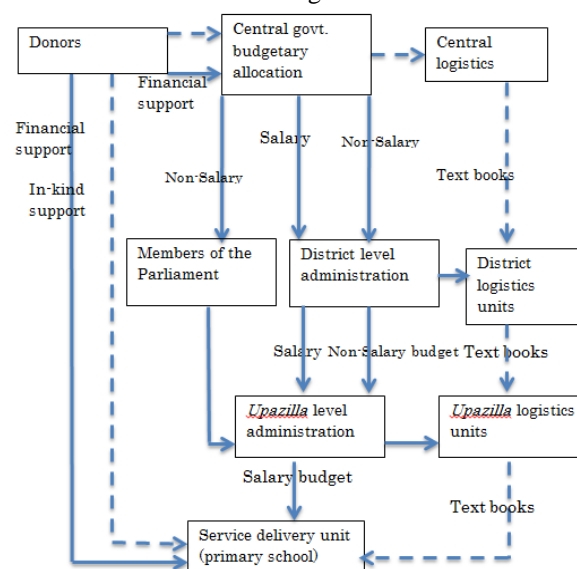 Donors
Central govt.
budgetary
allocation
Central
logistics
Financial
support
Financial
support
Salary
Non-Salary
In-kind
support
Non-Salary
Text books
Members of the
Parliament
District level
administration
District
logistics
units
Salary
Non-Salary budget
Text books
Upazilla level
administration
Upazilla logistics
units
Salary budget
Text books
Service delivery unit
(primary school)